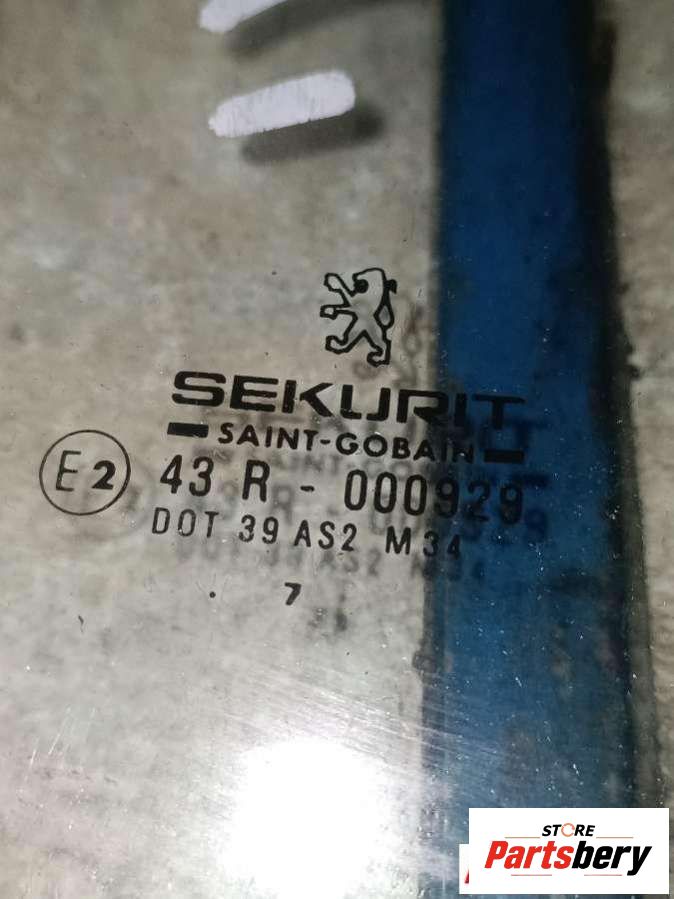 SEKURIT
SAINT-GOBAIN
E2 43 R - 000929
DOT 39 AS2 M34
. 7
STORE
Partsbery